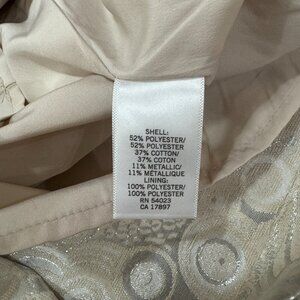 SHELL:
52% POLYESTER/
52% POLYESTER
37% COTTON/
37% COTON
11% METALLIC/
11% MÉTALLIQUE
LINING:
100% POLYESTER/
100% POLYESTER
RN 54023
CA 17897